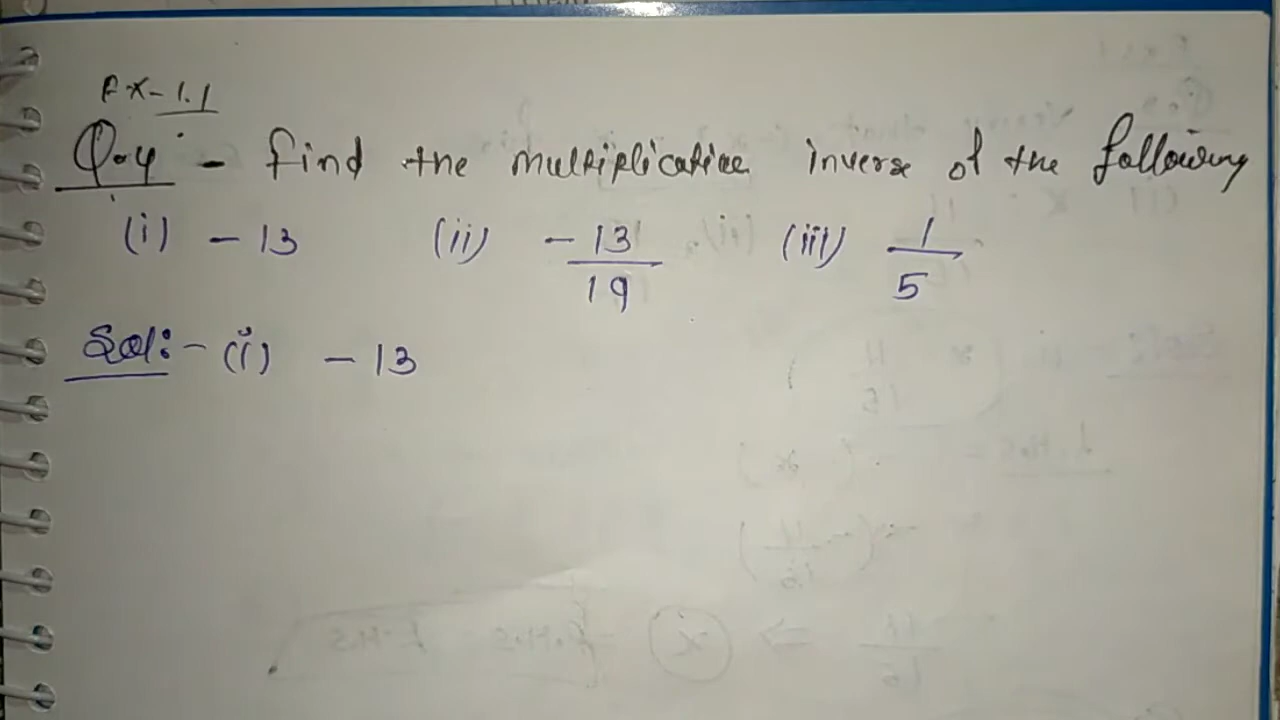 Ex-1.1
Q.4 - find the multiplicative inverse of the following
(i) -13 (ii) -13/19 (iii) 1/5
Sol:- (i) -13